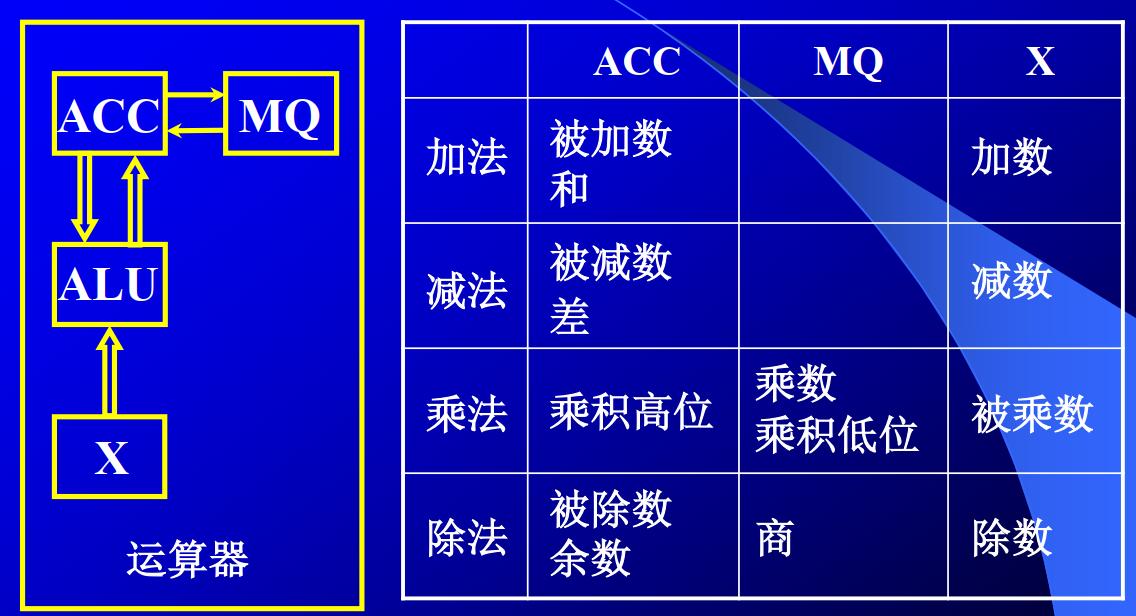 ACC
MQ
ALU
X
运算器
ACC MQ X
加法 被加数 加数
和
减法 被减数 减数
差
乘法 乘积高位 乘数 被乘数
乘积低位
除法 被除数 商 除数
余数